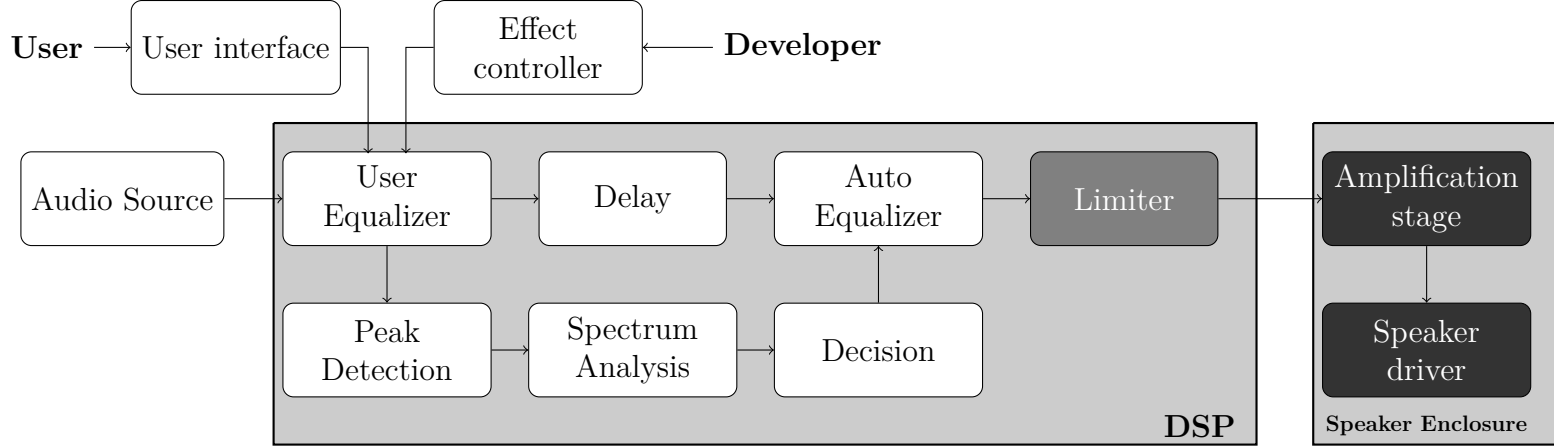 User
User interface
Effect
controller
Developer
Audio Source
User
Equalizer
Delay
Auto
Equalizer
Limiter
Amplification
stage
Peak
Detection
Spectrum
Analysis
Decision
Speaker
driver
DSP
Speaker Enclosure